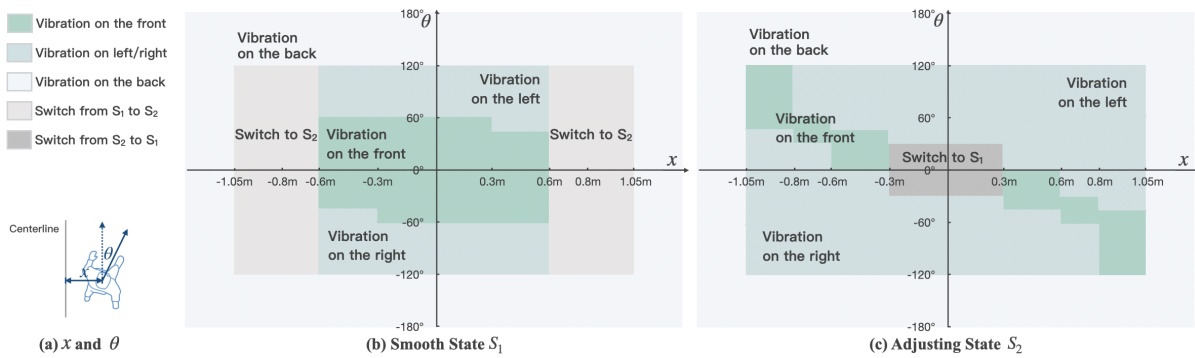 Vibration on the front
Vibration on left/right
Vibration on the back
Switch from S₁ to S₂
Switch from S₂ to S₁
Centerline
θ
x
(a) x and θ
180°
θ
Vibration
on the back
120°
Vibration
on the left
60°
Switch to S₂
Vibration
on the front
Switch to S₂
x
0°
-1.05m
-0.8m
-0.6m
-0.3m
0.3m
0.6m
0.8m
1.05m
-60°
Vibration
on the right
-120°
-180°
(b) Smooth State S₁
180°
θ
Vibration
on the back
120°
Vibration
on the left
60°
Vibration
on the front
Switch to S₁
x
0°
-1.05m
-0.8m
-0.6m
-0.3m
0.3m
0.6m
0.8m
1.05m
-60°
Vibration
on the right
-120°
-180°
(c) Adjusting State S₂